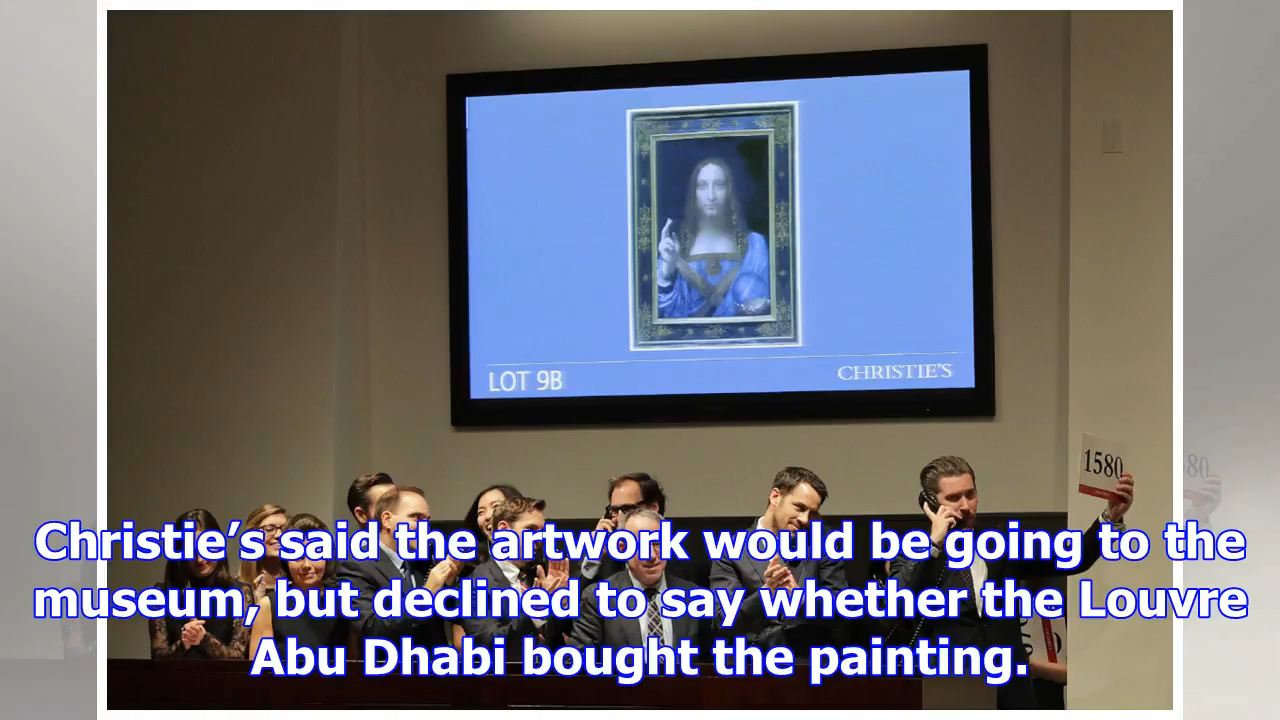 LOT 9B
CHRISTIE'S
1580
80
Christie’s said the artwork would be going to the
museum, but declined to say whether the Louvre
Abu Dhabi bought the painting.